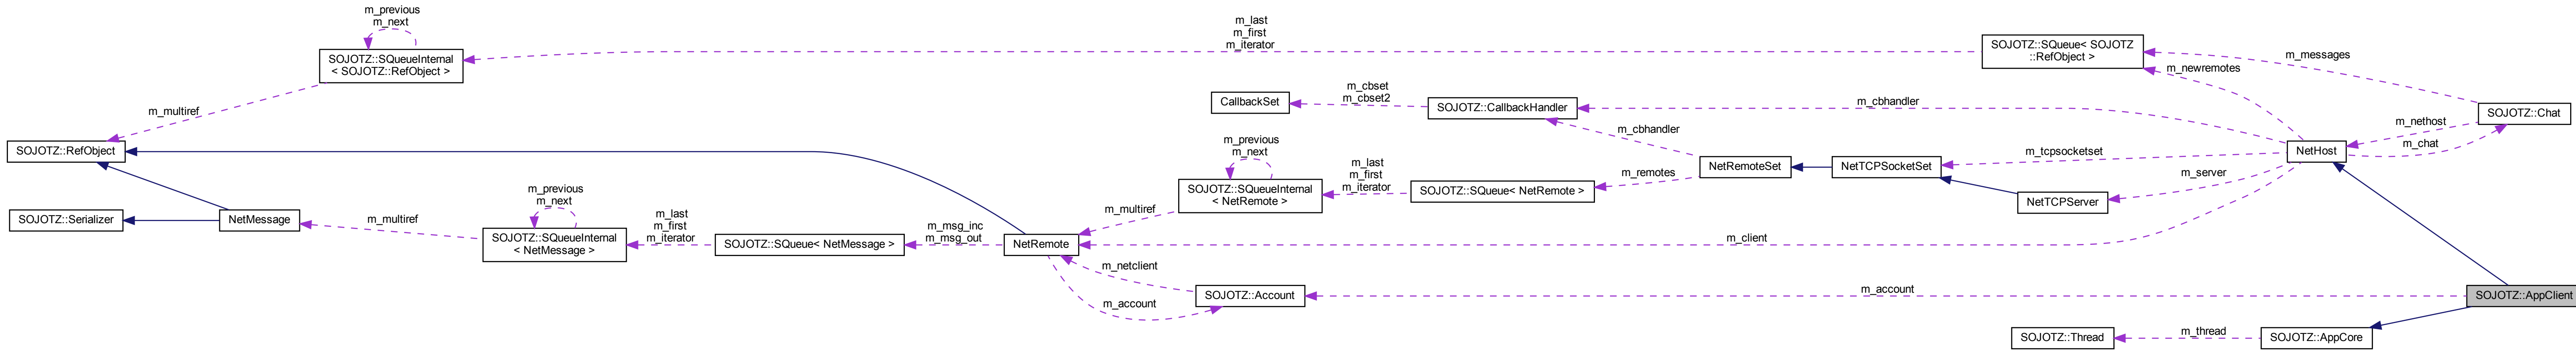 m_previous
m_next
SOJOTZ::SQueueInternal
< SOJOTZ::RefObject >
m_last
m_first
m_iterator
SOJOTZ::SQueue< SOJOTZ
::RefObject >
m_messages
m_newremotes
m_multiref
CallbackSet
m_cbset
m_cbset2
SOJOTZ::CallbackHandler
m_cbhandler
SOJOTZ::Chat
m_nethost
m_chat
SOJOTZ::RefObject
m_previous
m_next
m_cbhandler
NetHost
m_tcpsocketset
NetRemoteSet
NetTCPSocketSet
m_last
m_first
m_iterator
m_remotes
m_server
SOJOTZ::SQueueInternal
< NetRemote >
SOJOTZ::SQueue< NetRemote >
NetTCPServer
m_previous
m_next
m_multiref
SOJOTZ::Serializer
NetMessage
m_multiref
SOJOTZ::SQueueInternal
< NetMessage >
m_last
m_first
m_iterator
SOJOTZ::SQueue< NetMessage >
m_msg_inc
m_msg_out
NetRemote
m_client
m_netclient
m_account
SOJOTZ::Account
m_account
SOJOTZ::AppClient
SOJOTZ::Thread
m_thread
SOJOTZ::AppCore